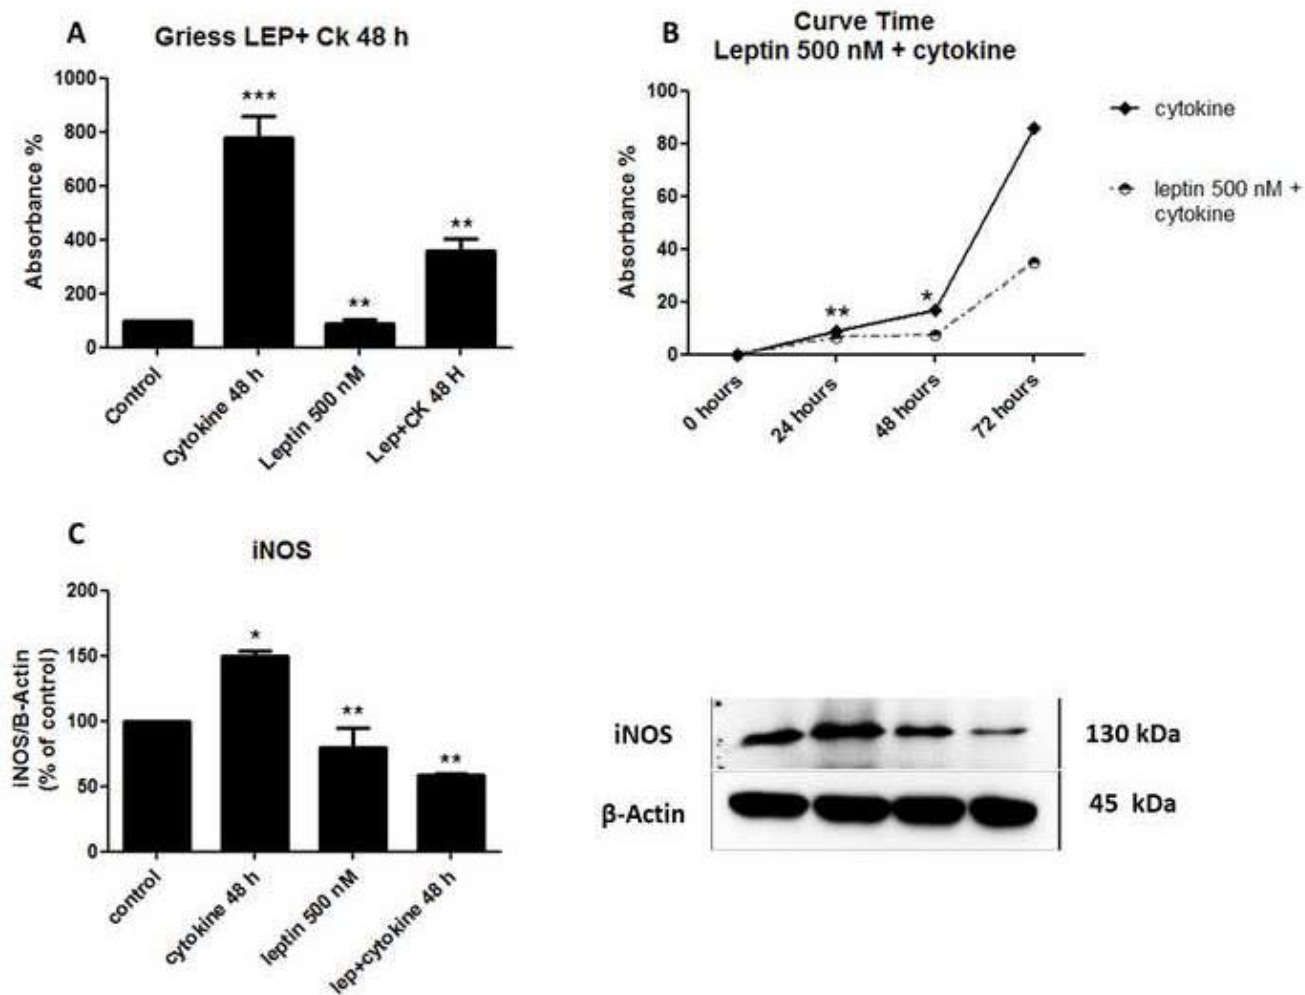 A
Griess LEP+ Ck 48 h
Absorbance %
1000
800
600
400
200
0
***
**
**
Control
Cytokine 48 h
Leptin 500 nM
Lep+CK 48 H
B
Curve Time
Leptin 500 nM + cytokine
Absorbance %
100
80
60
40
20
0
**
*
0 hours
24 hours
48 hours
72 hours
cytokine
leptin 500 nM +
cytokine
C
iNOS
iNOS/B-Actin
(% of control)
200
150
100
50
0
*
**
**
control
cytokine 48 h
leptin 500 nM
lep+cytokine 48 h
iNOS
130 kDa
β-Actin
45 kDa